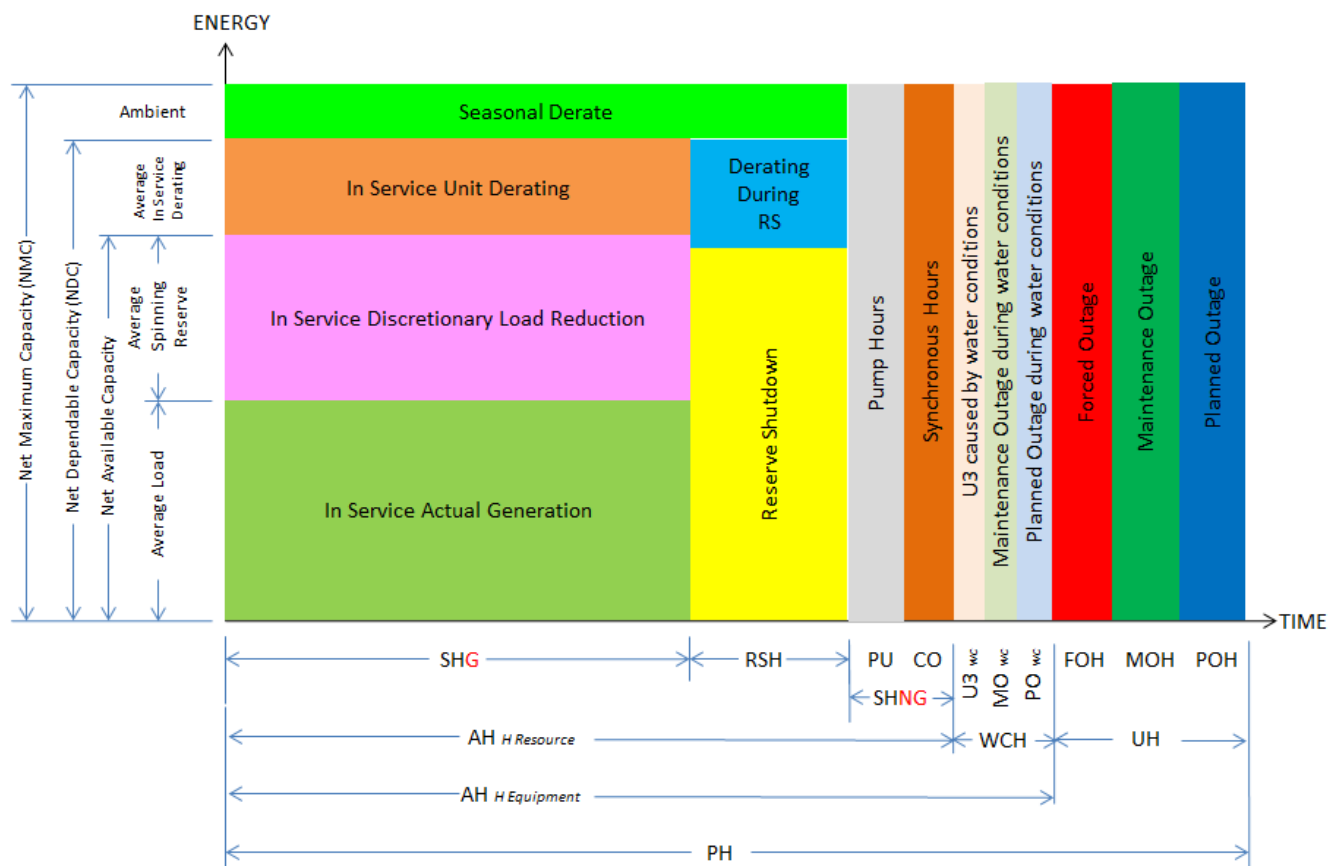 ENERGY
Net Maximum Capacity (NMC)
Net Dependable Capacity (NDC)
Net Available Capacity
Ambient
Average
In Service
Derating
Average
Spinning
Reserve
Average Load
Seasonal Derate
In Service Unit Derating
Derating
During
RS
In Service Discretionary Load Reduction
In Service Actual Generation
Reserve Shutdown
Pump Hours
Synchronous Hours
U3 caused by water conditions
Maintenance Outage during water conditions
Planned Outage during water conditions
Forced Outage
Maintenance Outage
Planned Outage
TIME
SHG
RSH
PU
CO
U3 wc
MO wc
PO wc
FOH
MOH
POH
SHNG
AH H Resource
WCH
UH
AH H Equipment
PH